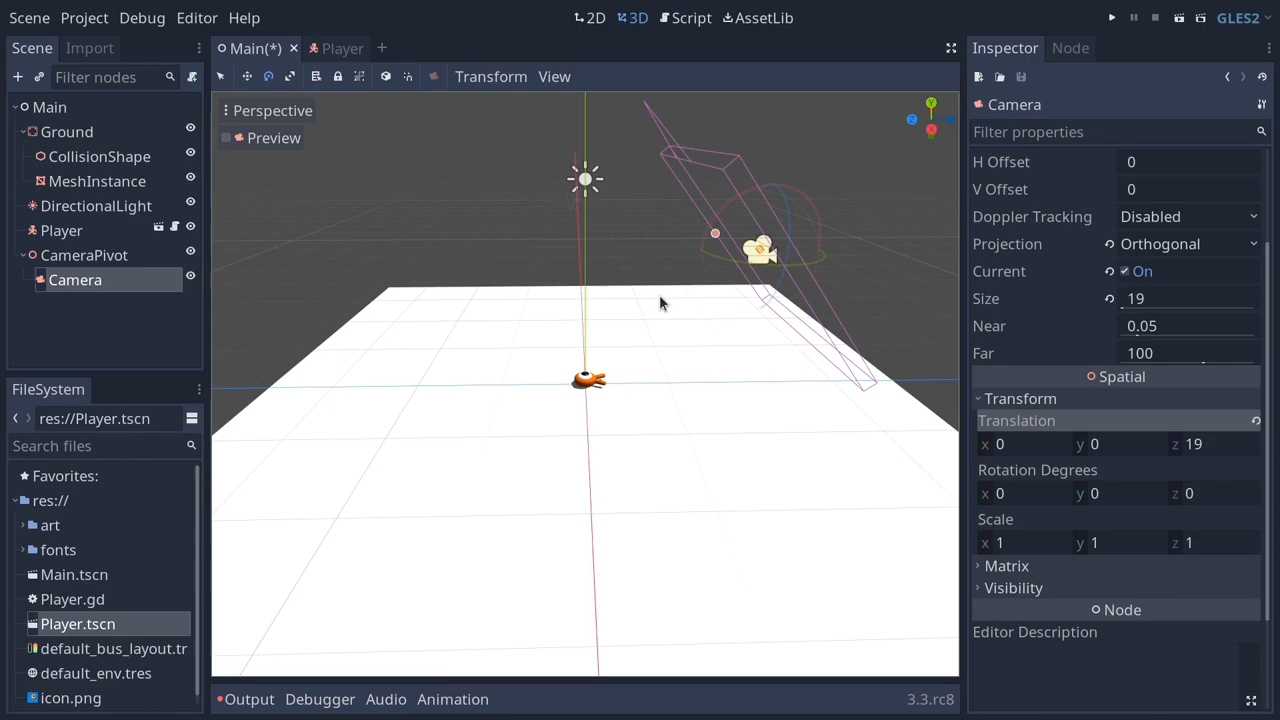 Scene Project Debug Editor Help
2D 3D Script AssetLib
GLES2
Scene Import
Filter nodes
Main
Ground
CollisionShape
MeshInstance
DirectionalLight
Player
CameraPivot
Camera
FileSystem
res://Player.tscn
Search files
Favorites:
res://
art
fonts
Main.tscn
Player.gd
Player.tscn
default_bus_layout.tr
default_env.tres
icon.png
Main(*) Player
Transform View
Perspective
Preview
Y
Z
X
Output Debugger Audio Animation 3.3.rc8
Inspector Node
Camera
Filter properties
H Offset 0
V Offset 0
Doppler Tracking Disabled
Projection Orthogonal
Current On
Size 19
Near 0.05
Far 100
Spatial
Transform
Translation
x 0 y 0 z 19
Rotation Degrees
x 0 y 0 z 0
Scale
x 1 y 1 z 1
Matrix
Visibility
Node
Editor Description